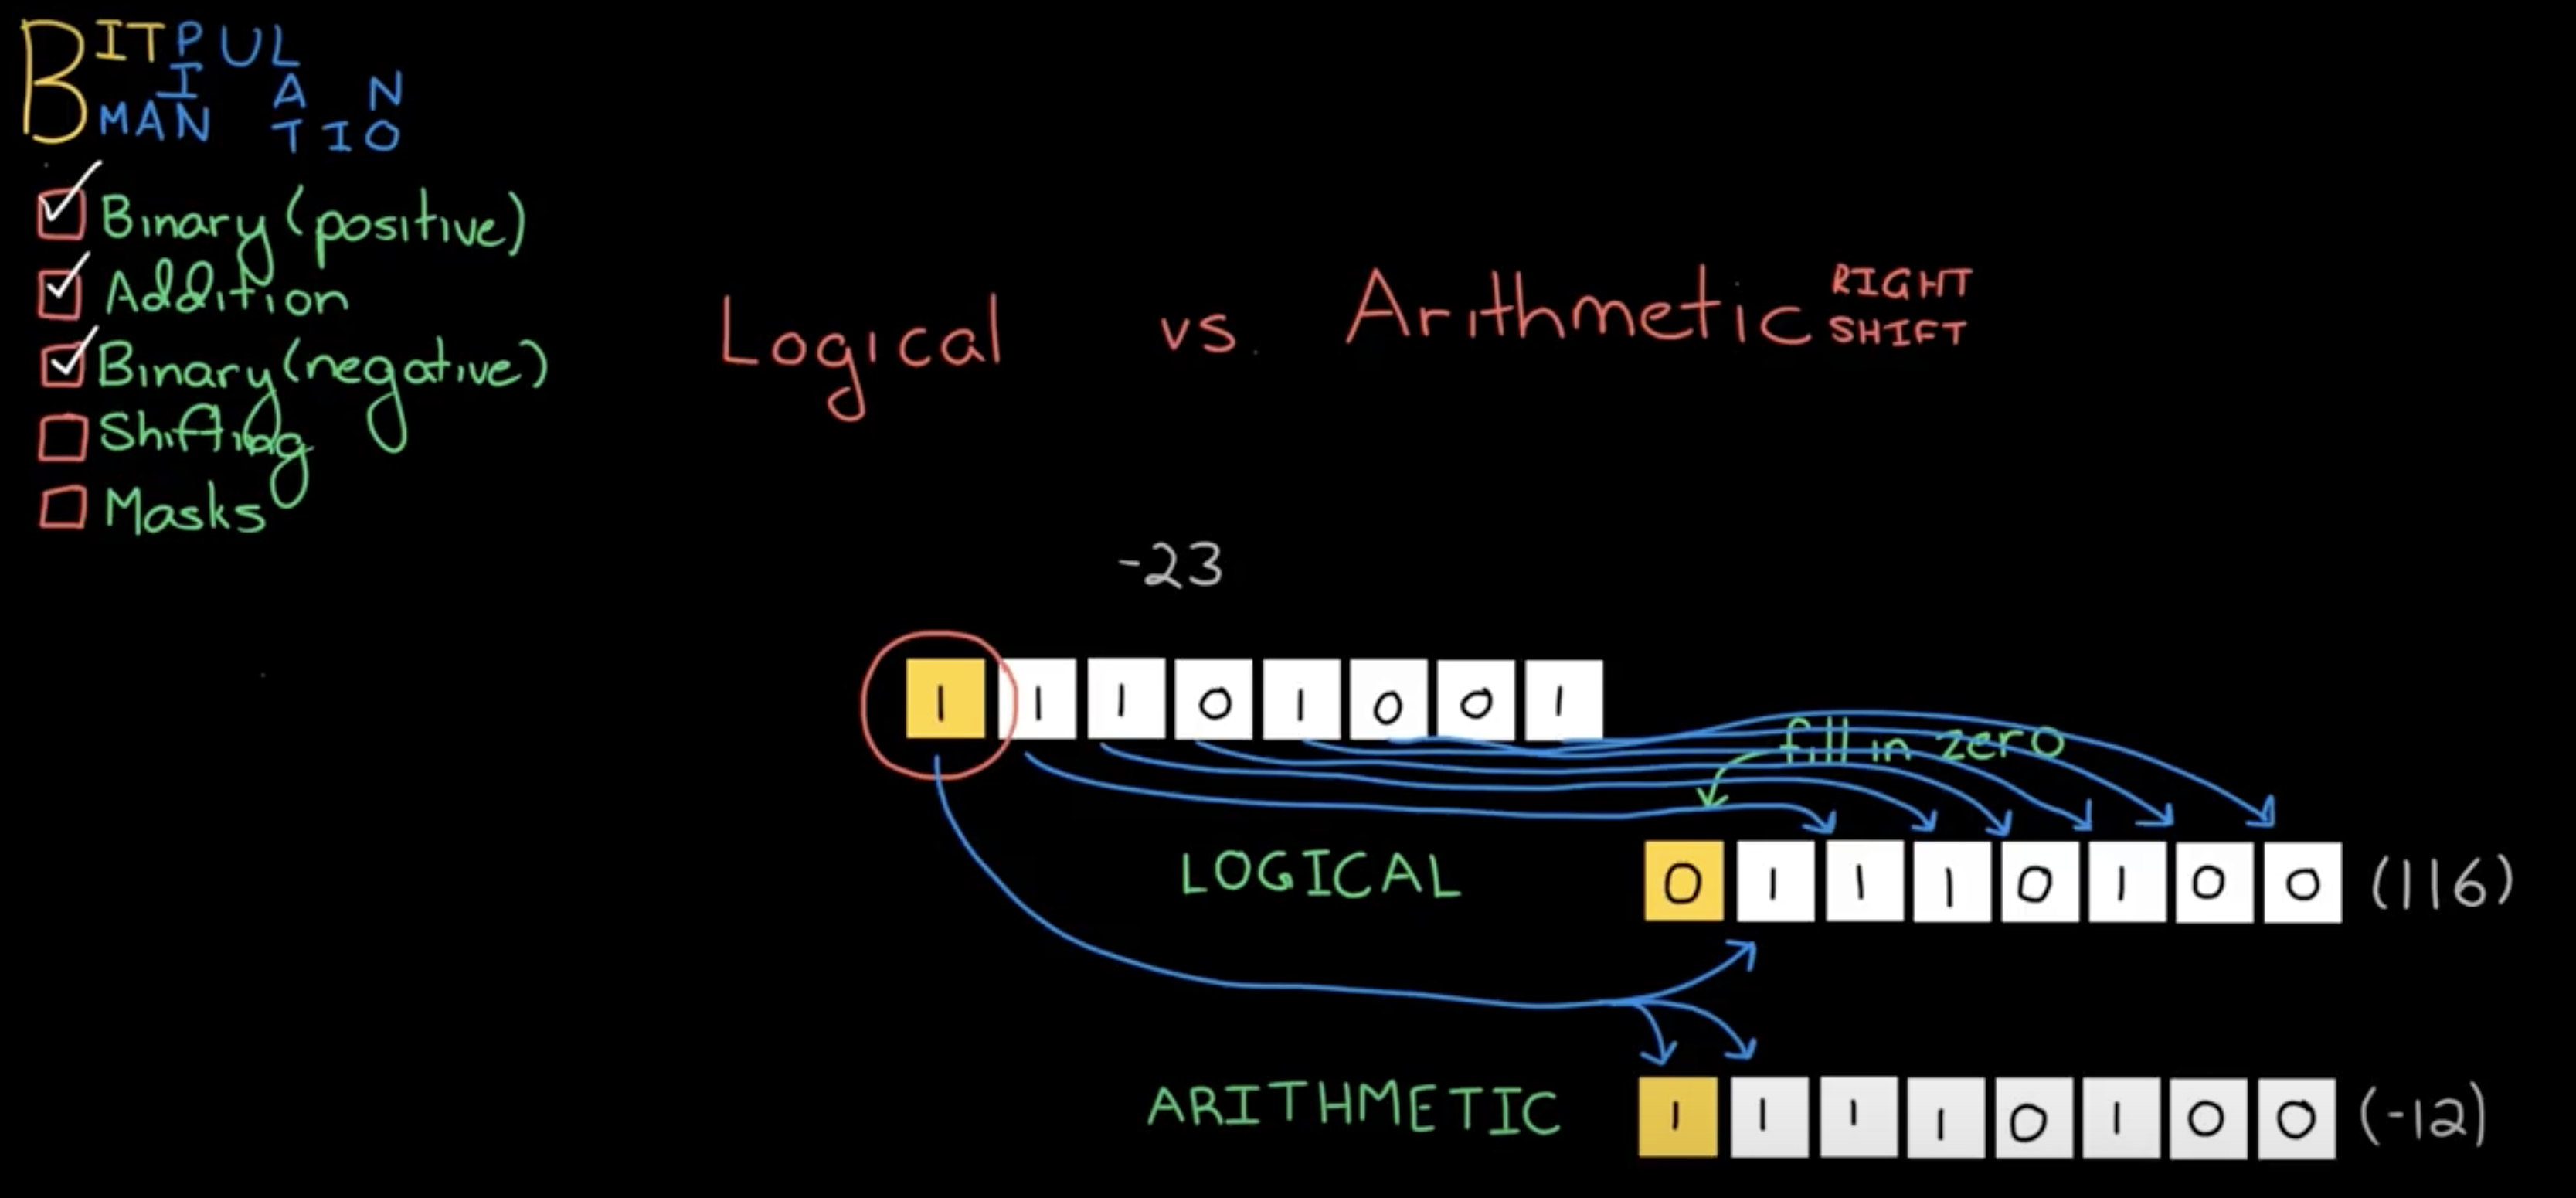 BIT MANIPULATION
Binary (positive)
Addition
Binary (negative)
Shifting
Masks
Logical vs. Arithmetic RIGHT SHIFT
-23
1 1 1 0 1 0 0 1
fill in zero
LOGICAL 0 1 1 1 0 1 0 0 (116)
ARITHMETIC 1 1 1 1 0 1 0 0 (-12)